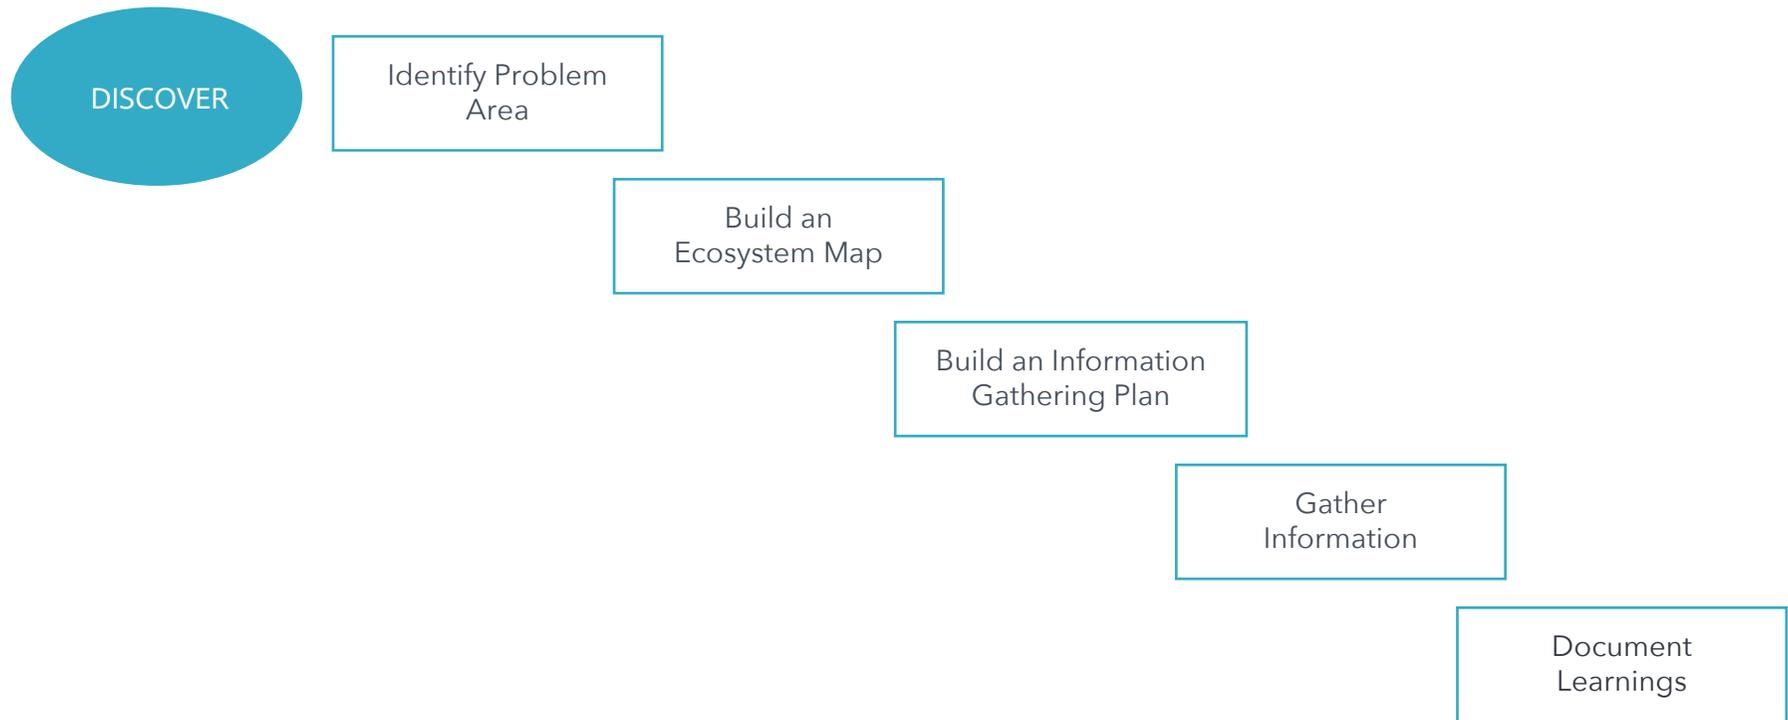 DISCOVER
Identify Problem
Area
Build an
Ecosystem Map
Build an Information
Gathering Plan
Gather
Information
Document
Learnings